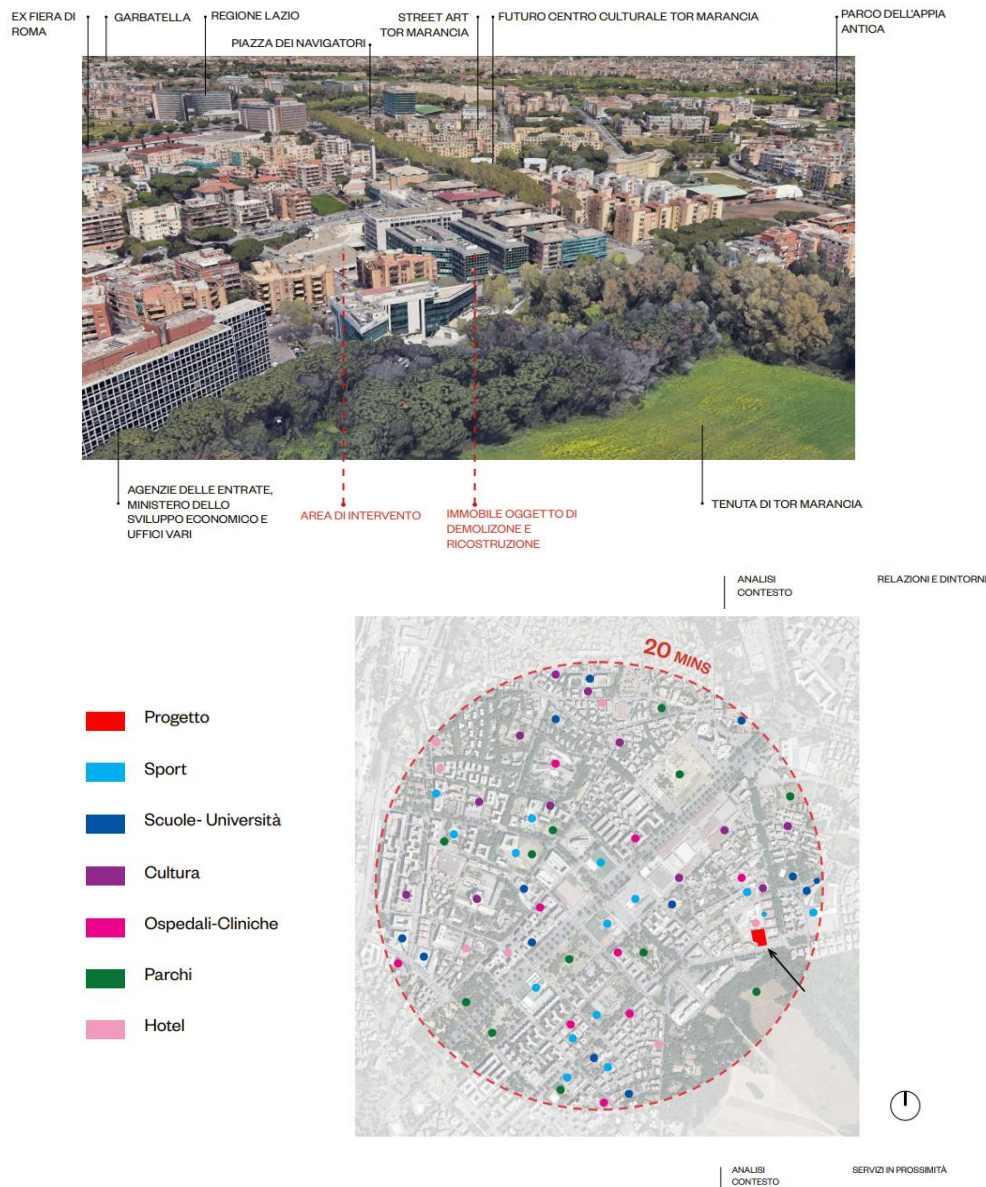 EX FIERA DI
ROMA
GARBATELLA
REGIONE LAZIO
PIAZZA DEI NAVIGATORI
STREET ART
TOR MARANCIA
FUTURO CENTRO CULTURALE TOR MARANCIA
PARCO DELL'APPIA
ANTICA
AGENZIE DELLE ENTRATE,
MINISTERO DELLO
SVILUPPO ECONOMICO E
UFFICI VARI
AREA DI INTERVENTO
IMMOBILE OGGETTO DI
DEMOLIZONE E
RICOSTRUZIONE
TENUTA DI TOR MARANCIA
ANALISI
CONTESTO
RELAZIONI E DINTORNI
20 MINS
Progetto
Sport
Scuole- Università
Cultura
Ospedali-Cliniche
Parchi
Hotel
ANALISI
CONTESTO
SERVIZI IN PROSSIMITÀ